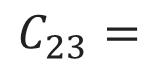 C₂₃ =